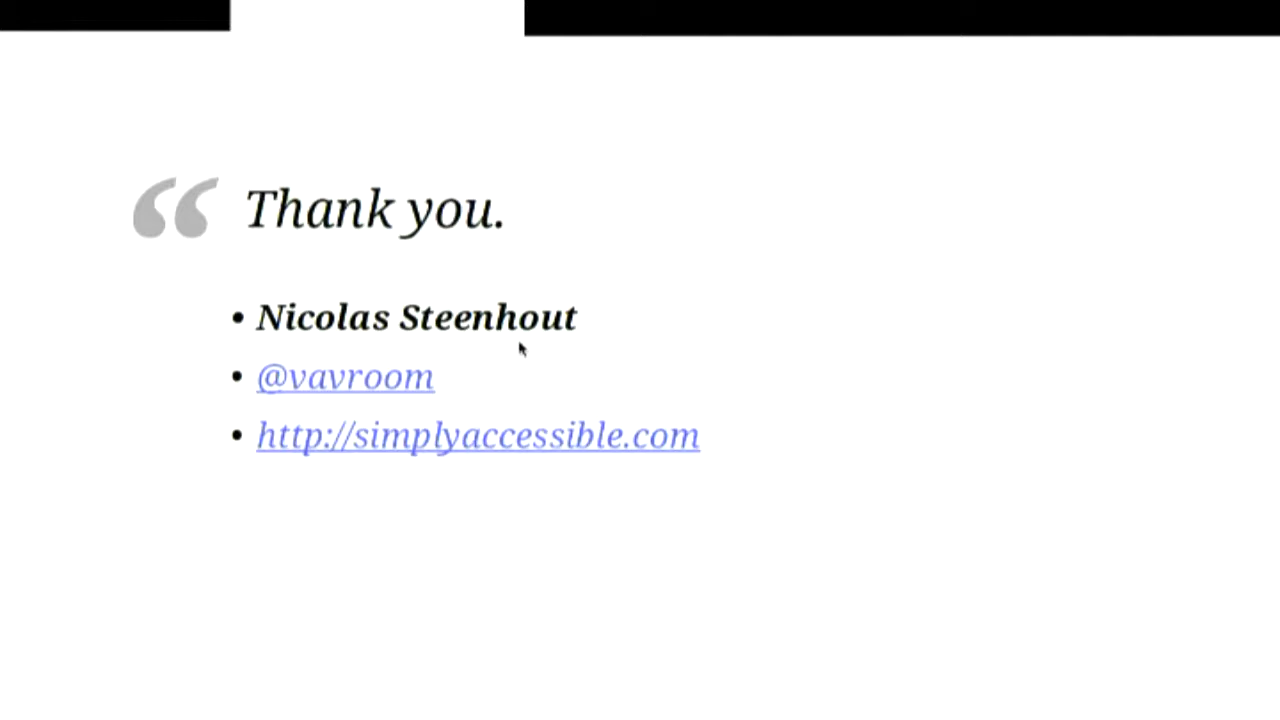 “ Thank you.
• Nicolas Steenhout
• @vavroom
• http://simplyaccessible.com